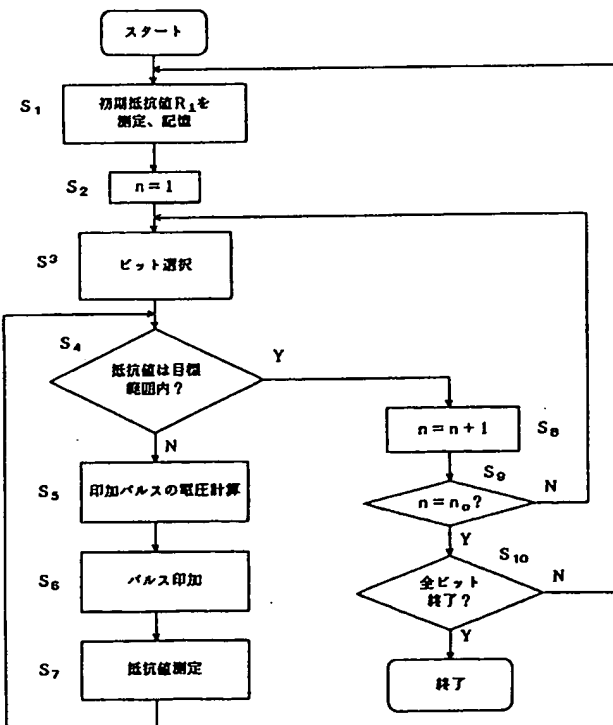 スタート
S₁
初期抵抗値R₁を
測定、記憶
S₂
n=1
S³
ビット選択
S₄
抵抗値は目標
範囲内?
Y
N
S₅
印加パルスの電圧計算
S₆
パルス印加
S₇
抵抗値測定
n=n+1
S₈
S₉
n=n₀?
N
Y
S₁₀
全ビット
終了?
N
Y
終了